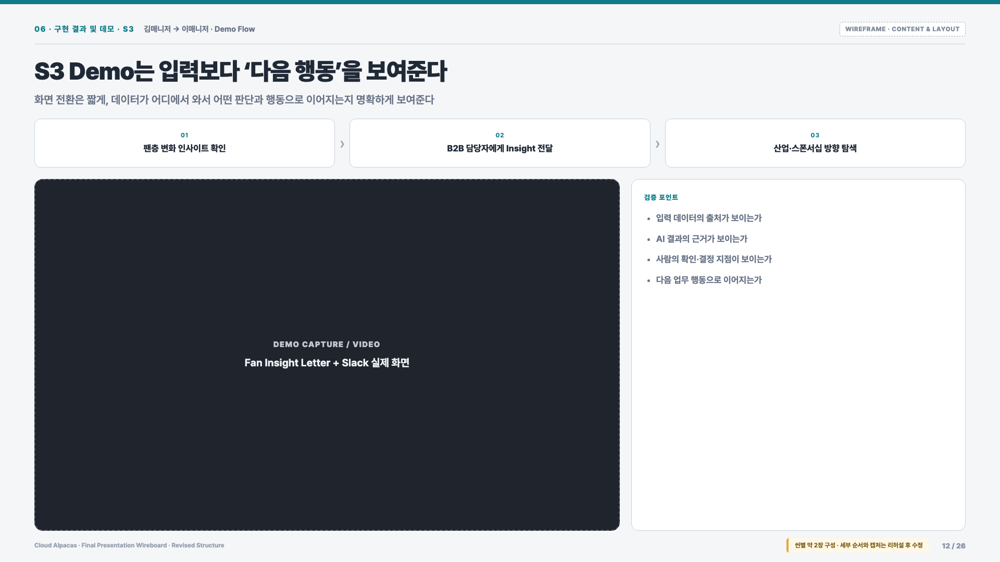 06 · 구현 결과 및 데모 · S3 김매니저 → 이매니저 · Demo Flow
WIREFRAME · CONTENT & LAYOUT
S3 Demo는 입력보다 ‘다음 행동’을 보여준다
화면 전환은 짧게, 데이터가 어디에서 와서 어떤 판단과 행동으로 이어지는지 명확하게 보여준다
01
팬층 변화 인사이트 확인
›
02
B2B 담당자에게 Insight 전달
›
03
산업·스폰서십 방향 탐색
DEMO CAPTURE / VIDEO
Fan Insight Letter + Slack 실제 화면
검증 포인트
• 입력 데이터의 출처가 보이는가
• AI 결과의 근거가 보이는가
• 사람의 확인·결정 지점이 보이는가
• 다음 업무 행동으로 이어지는가
Cloud Alpacas · Final Presentation Wireboard · Revised Structure
씬별 약 2장 구성 · 세부 순서와 캡처는 리허설 후 수정
12 / 26